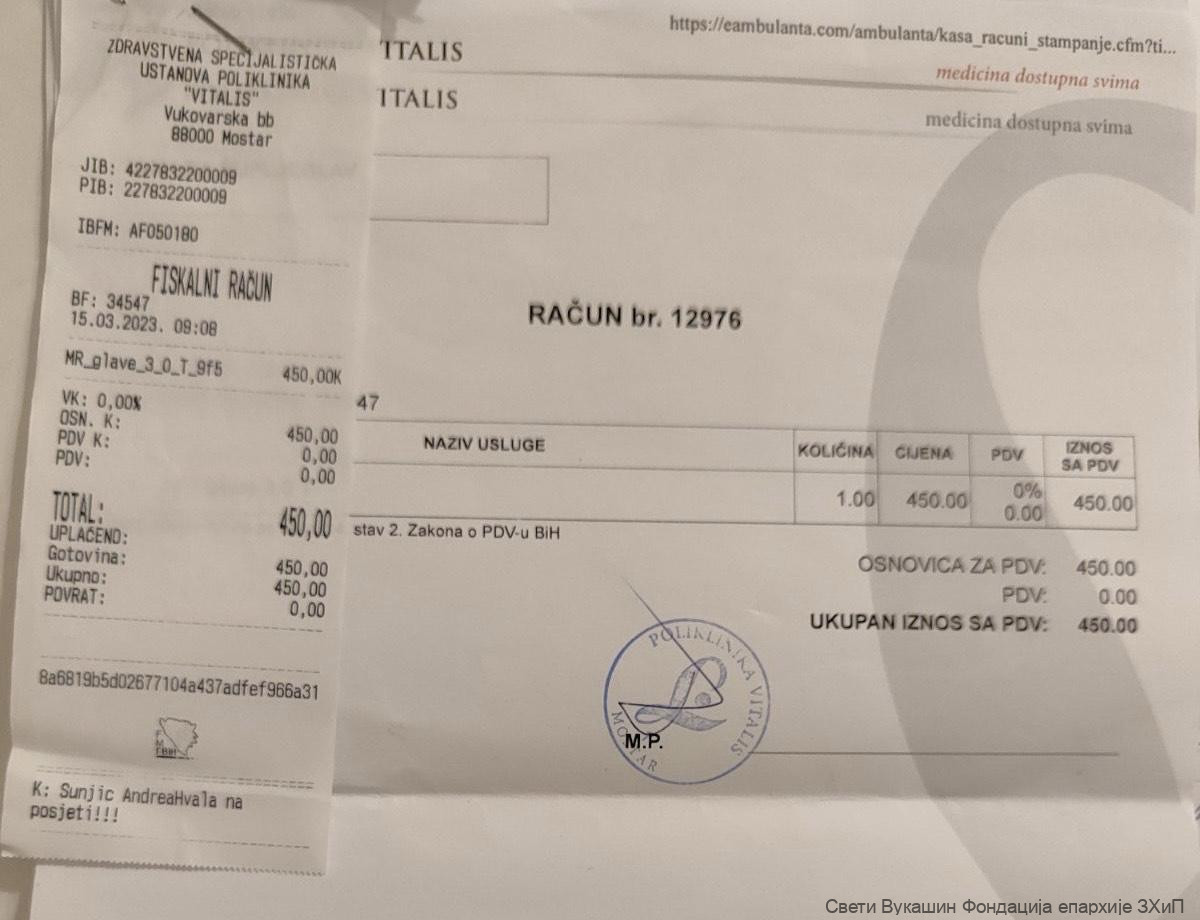 ZDRAVSTVENA SPECIJALISTIČKA
USTANOVA POLIKLINIKA
"VITALIS"
Vukovarska bb
88000 Mostar
JIB: 4227832200009
PIB: 227832200009
IBFM: AF050180
FISKALNI RAČUN
BF: 34547
15.03.2023. 09:08
MR_glave_3_0_T_9f5 450,00K
VK: 0,00%
OSN. K: 450,00
PDV K: 0,00
PDV: 0,00
TOTAL: 450,00
UPLAĆENO:
Gotovina: 450,00
Ukupno: 450,00
POVRAT: 0,00
8a6819b5d02677104a437adfef966a31
K: Sunjic AndreaHvala na
posjeti!!!
https://eambulanta.com/ambulanta/kasa_racuni_stampanje.cfm?ti...
ITALIS
medicina dostupna svima
ITALIS
medicina dostupna svima
RAČUN br. 12976
47
NAZIV USLUGE KOLIČINA CIJENA PDV IZNOS SA PDV
1.00 450.00 0% 0.00 450.00
stav 2. Zakona o PDV-u BiH
OSNOVICA ZA PDV: 450.00
PDV: 0.00
UKUPAN IZNOS SA PDV: 450.00
POLIKLINIKA VITALIS
MOSTAR
M.P.
Свети Вукашин Фондација епархије ЗХиП